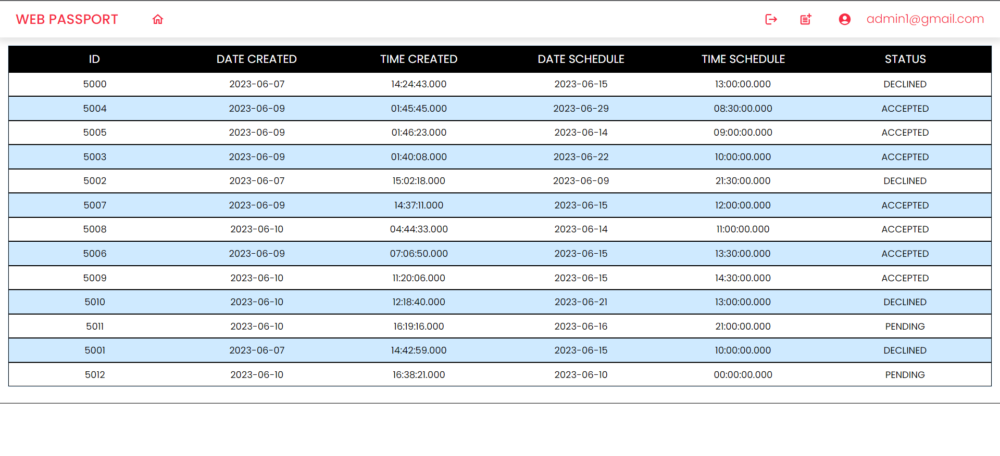 WEB PASSPORT admin1@gmail.com
ID DATE CREATED TIME CREATED DATE SCHEDULE TIME SCHEDULE STATUS
5000 2023-06-07 14:24:43.000 2023-06-15 13:00:00.000 DECLINED
5004 2023-06-09 01:45:45.000 2023-06-29 08:30:00.000 ACCEPTED
5005 2023-06-09 01:46:23.000 2023-06-14 09:00:00.000 ACCEPTED
5003 2023-06-09 01:40:08.000 2023-06-22 10:00:00.000 ACCEPTED
5002 2023-06-07 15:02:18.000 2023-06-09 21:30:00.000 DECLINED
5007 2023-06-09 14:37:11.000 2023-06-15 12:00:00.000 ACCEPTED
5008 2023-06-10 04:44:33.000 2023-06-14 11:00:00.000 ACCEPTED
5006 2023-06-09 07:06:50.000 2023-06-15 13:30:00.000 ACCEPTED
5009 2023-06-10 11:20:06.000 2023-06-15 14:30:00.000 ACCEPTED
5010 2023-06-10 12:18:40.000 2023-06-21 13:00:00.000 DECLINED
5011 2023-06-10 16:19:16.000 2023-06-16 21:00:00.000 PENDING
5001 2023-06-07 14:42:59.000 2023-06-15 10:00:00.000 DECLINED
5012 2023-06-10 16:38:21.000 2023-06-10 00:00:00.000 PENDING